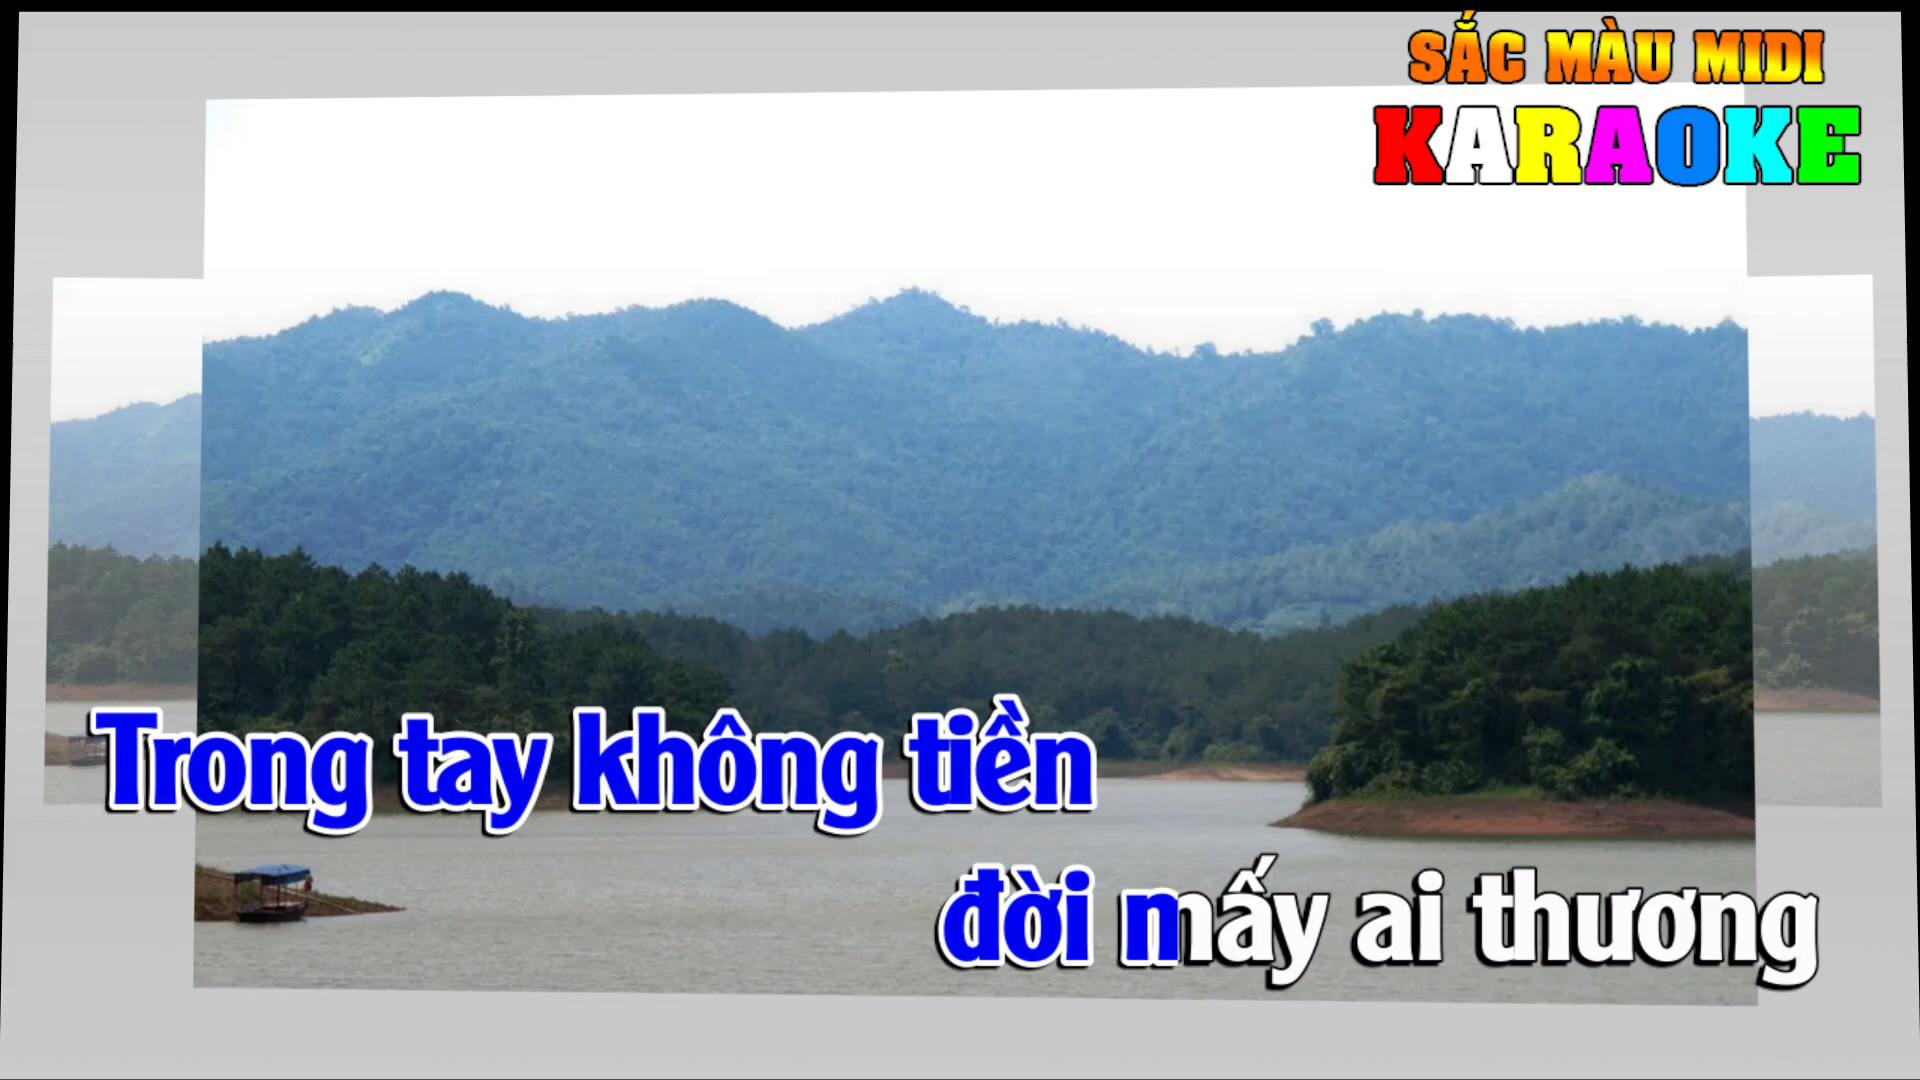 SẮC MÀU MIDI
KARAOKE
Trong tay không tiền
đời mấy ai thương